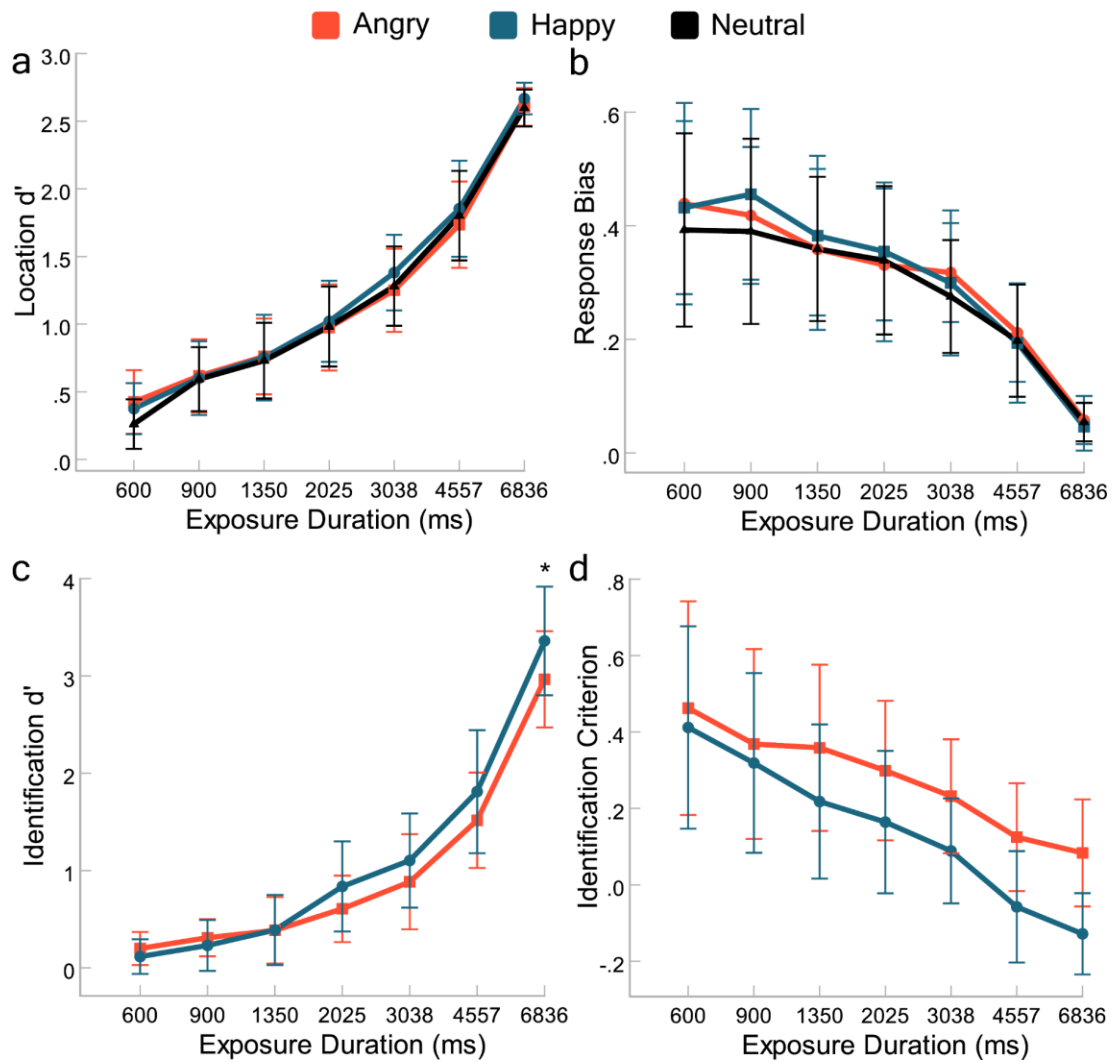 Angry Happy Neutral
a
3.0
2.5
2.0
1.5
1.0
.5
.0
Location d'
600 900 1350 2025 3038 4557 6836
Exposure Duration (ms)
b
.6
.4
.2
.0
Response Bias
600 900 1350 2025 3038 4557 6836
Exposure Duration (ms)
c
*
4
3
2
1
0
Identification d'
600 900 1350 2025 3038 4557 6836
Exposure Duration (ms)
d
.8
.6
.4
.2
.0
-.2
Identification Criterion
600 900 1350 2025 3038 4557 6836
Exposure Duration (ms)